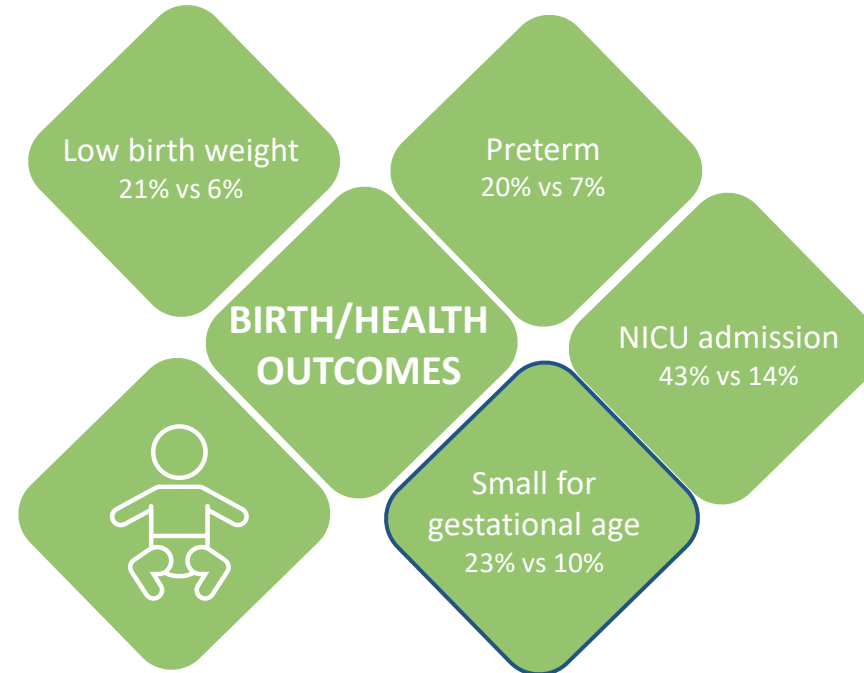 Low birth weight
21% vs 6%
Preterm
20% vs 7%
BIRTH/HEALTH
OUTCOMES
NICU admission
43% vs 14%
Small for
gestational age
23% vs 10%